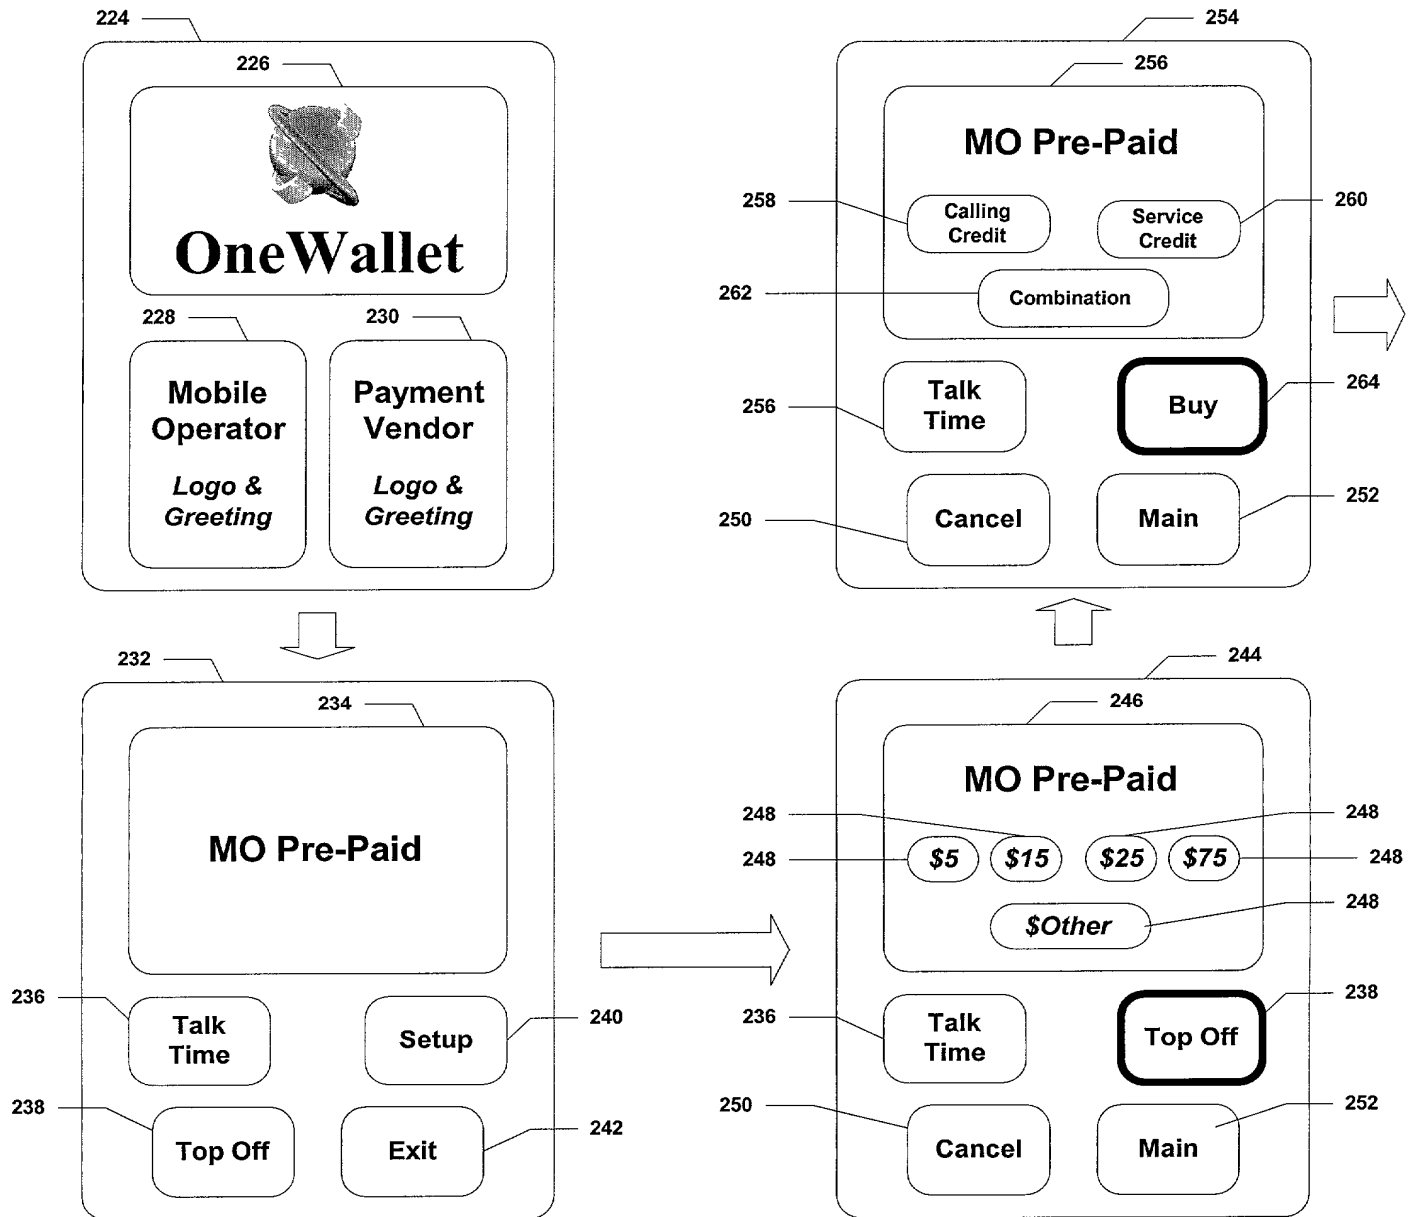 224
226
OneWallet
228
230
Mobile
Operator
Logo &
Greeting
Payment
Vendor
Logo &
Greeting
232
234
MO Pre-Paid
236
Talk
Time
Setup
240
238
Top Off
Exit
242
254
256
MO Pre-Paid
258
Calling
Credit
Service
Credit
260
262
Combination
256
Talk
Time
Buy
264
250
Cancel
Main
252
244
246
MO Pre-Paid
248
248
248
$5
$15
$25
$75
248
$Other
248
236
Talk
Time
Top Off
238
250
Cancel
Main
252